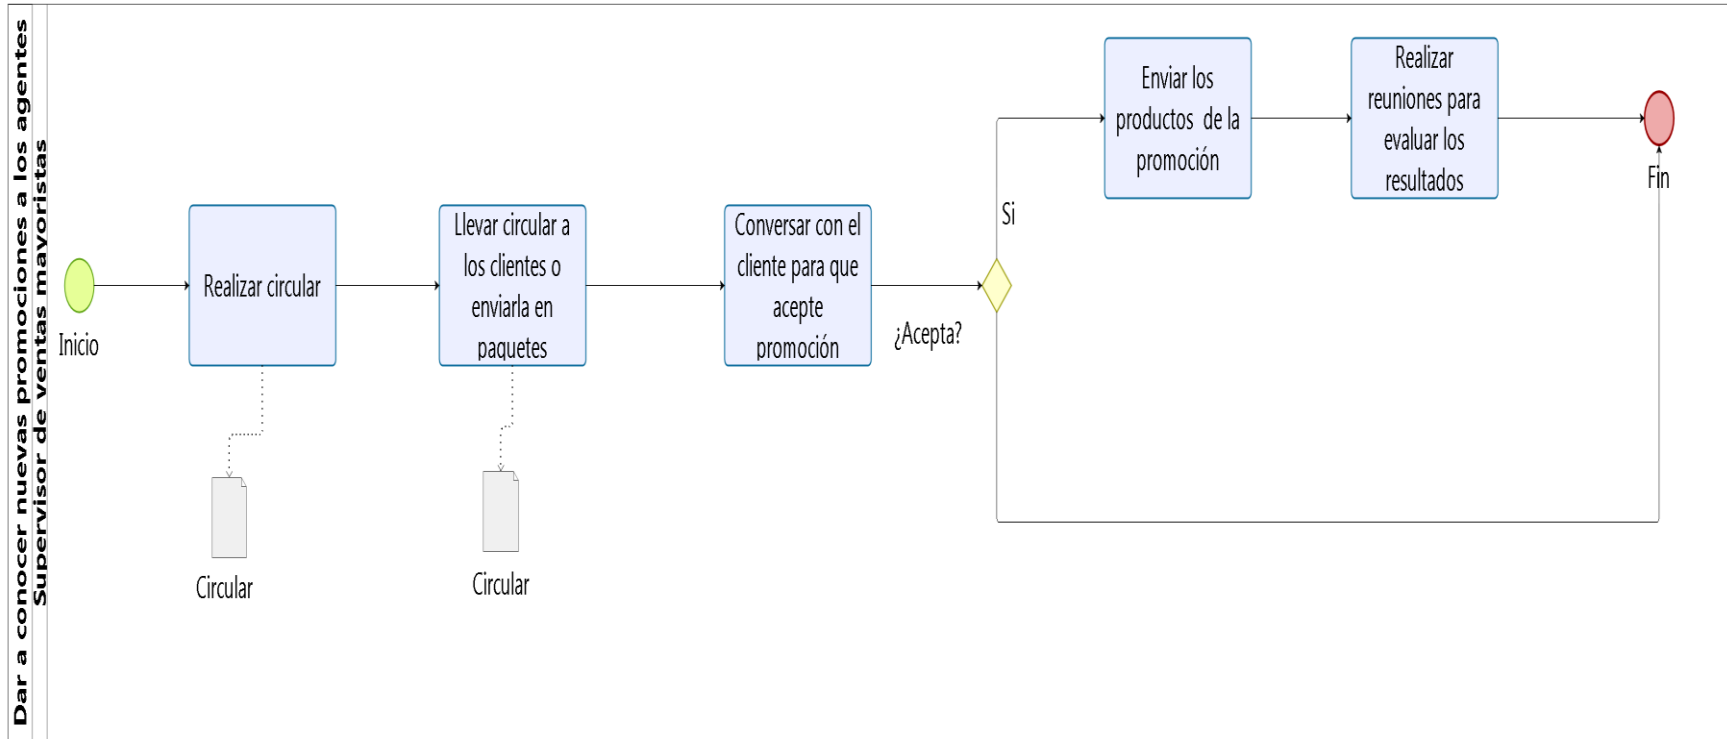 Dar a conocer nuevas promociones a los agentes
Supervisor de ventas mayoristas
Inicio
Realizar circular
Circular
Llevar circular a
los clientes o
enviarla en
paquetes
Circular
Conversar con el
cliente para que
acepte
promoción
¿Acepta?
Si
Enviar los
productos de la
promoción
Realizar
reuniones para
evaluar los
resultados
Fin